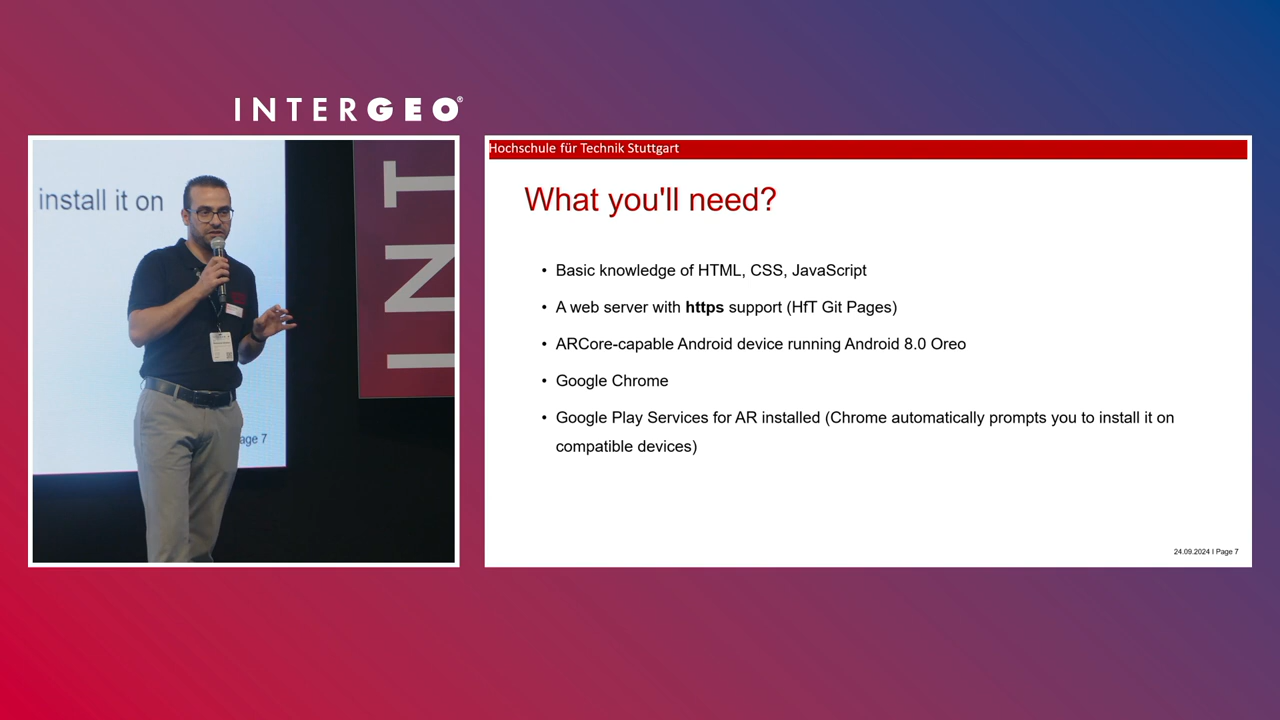 INTERGEO®
install it on
INT
age 7
Hochschule für Technik Stuttgart
What you'll need?
• Basic knowledge of HTML, CSS, JavaScript
• A web server with https support (HfT Git Pages)
• ARCore-capable Android device running Android 8.0 Oreo
• Google Chrome
• Google Play Services for AR installed (Chrome automatically prompts you to install it on
compatible devices)
24.09.2024 I Page 7